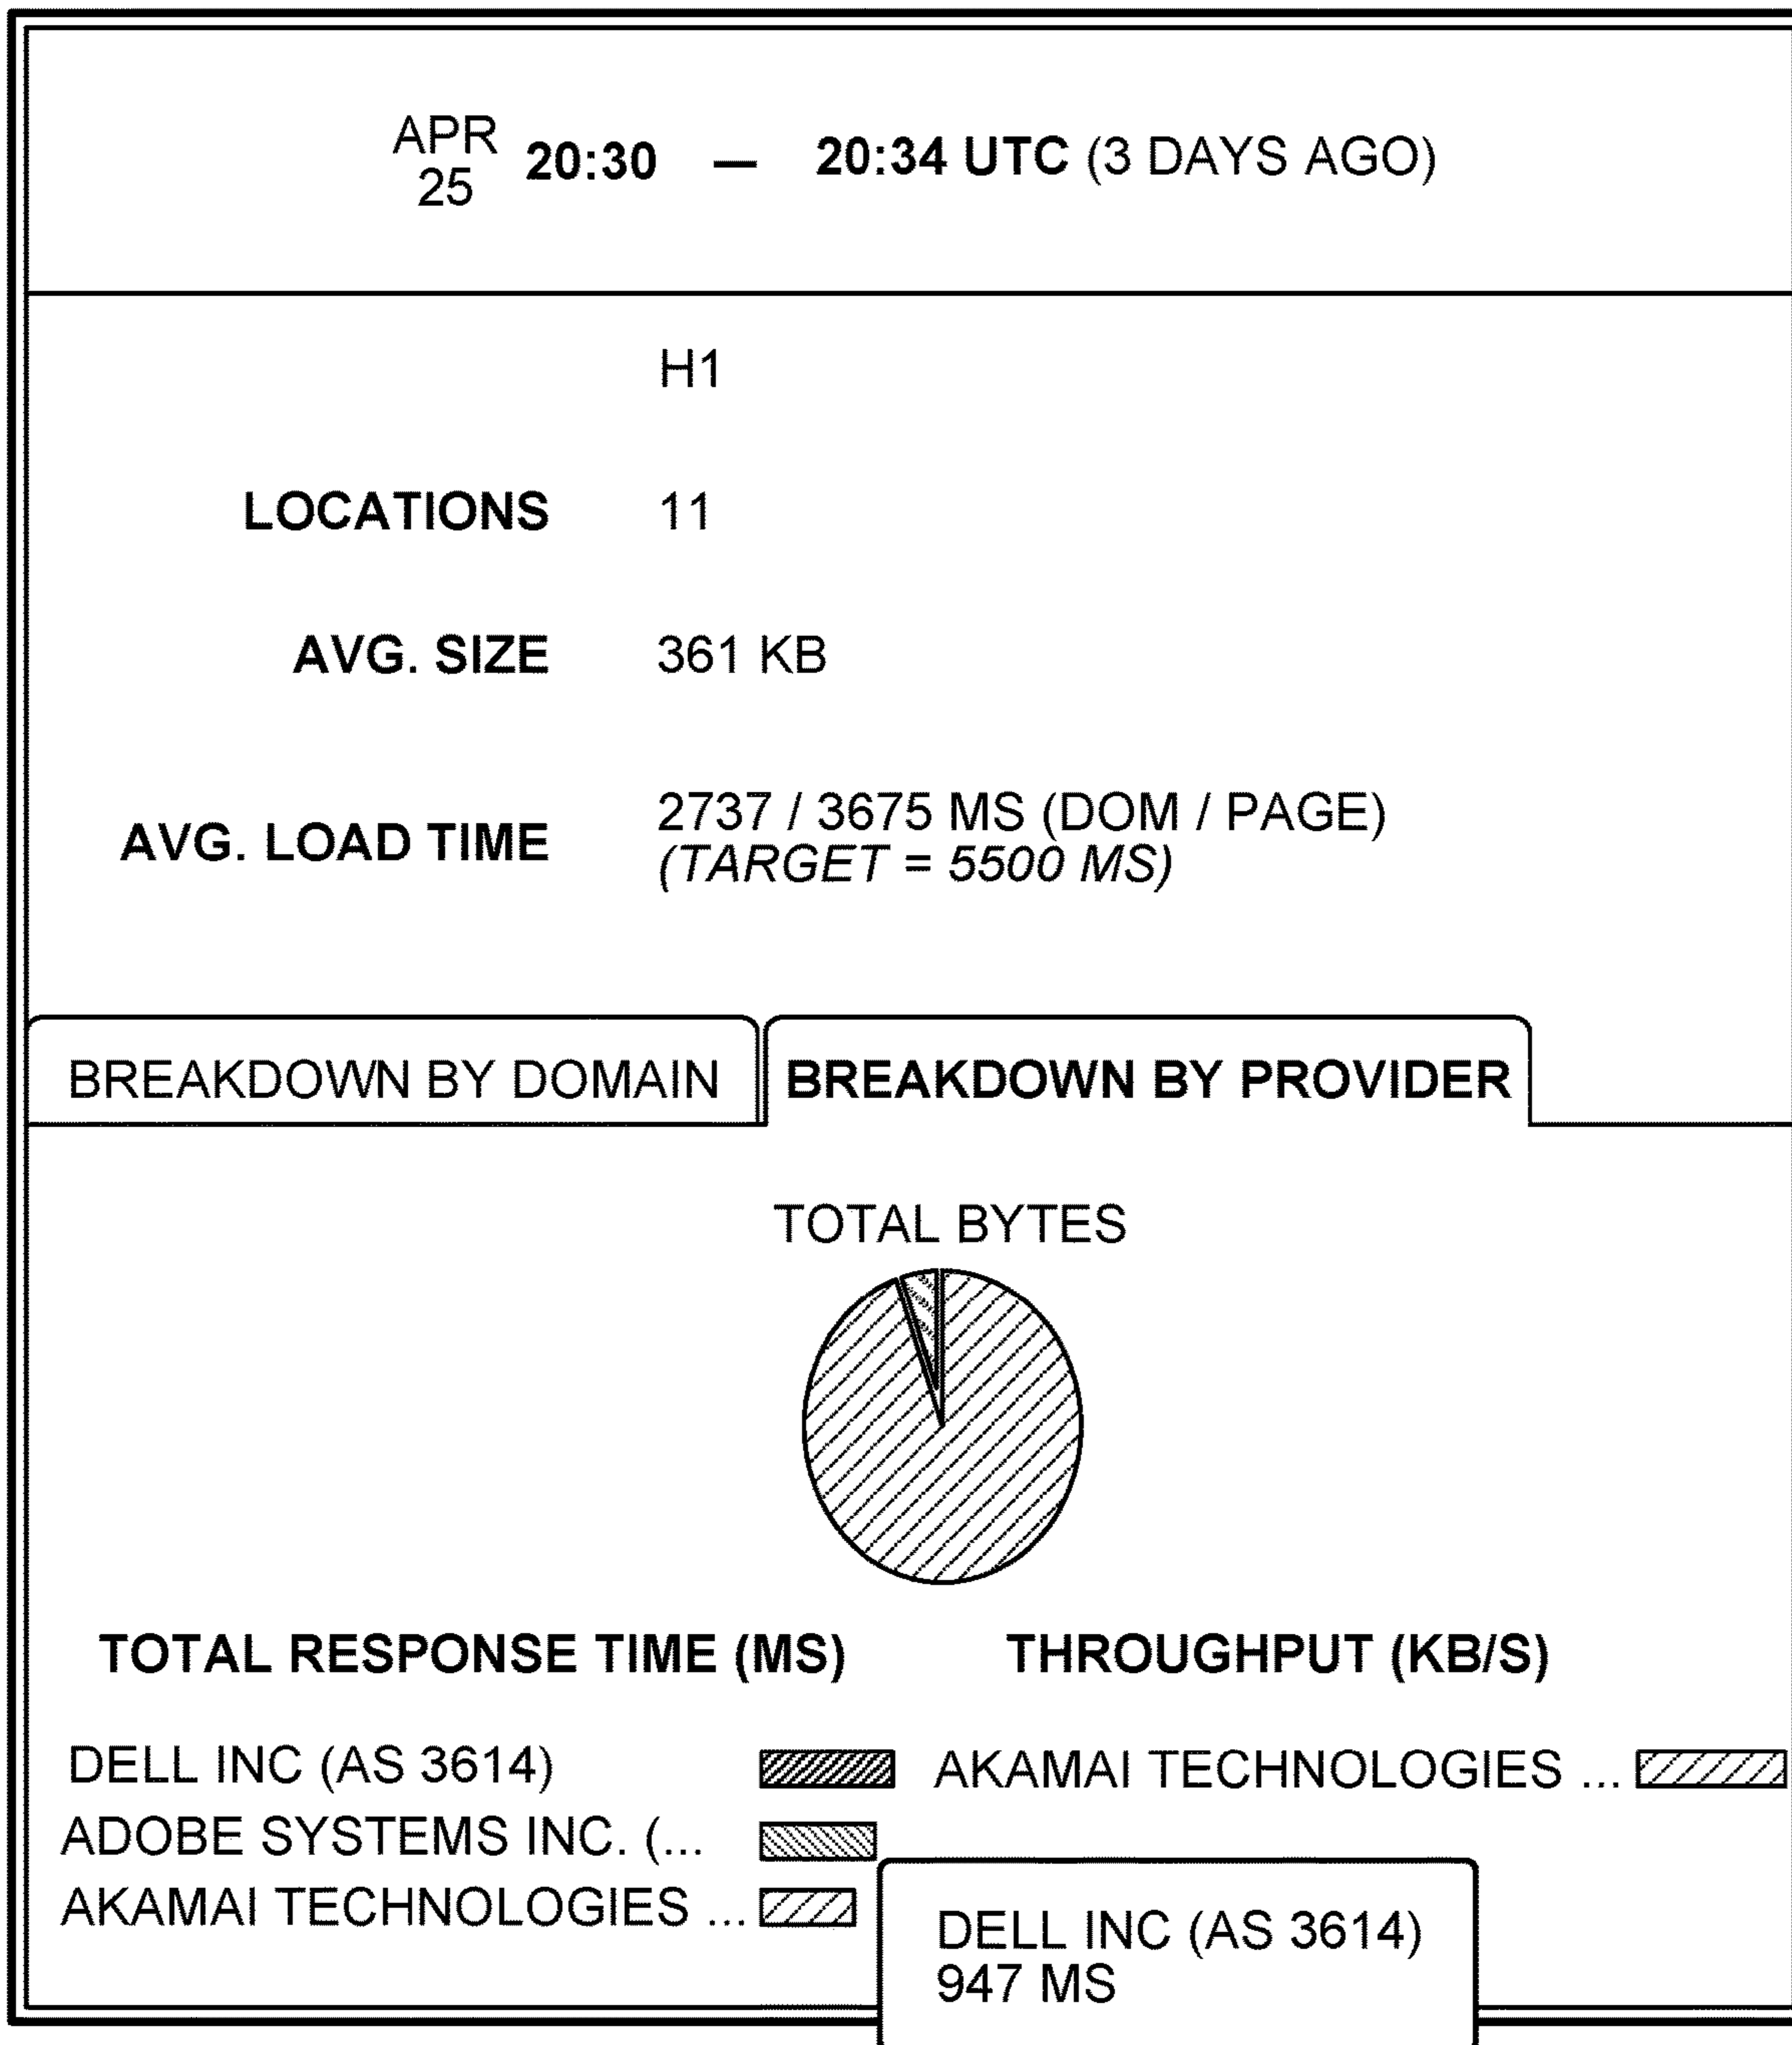 APR
25
20:30 — 20:34 UTC (3 DAYS AGO)
H1
LOCATIONS 11
AVG. SIZE 361 KB
AVG. LOAD TIME 2737 / 3675 MS (DOM / PAGE)
(TARGET = 5500 MS)
BREAKDOWN BY DOMAIN BREAKDOWN BY PROVIDER
TOTAL BYTES
TOTAL RESPONSE TIME (MS) THROUGHPUT (KB/S)
DELL INC (AS 3614) AKAMAI TECHNOLOGIES ...
ADOBE SYSTEMS INC. (...
AKAMAI TECHNOLOGIES ...
DELL INC (AS 3614)
947 MS